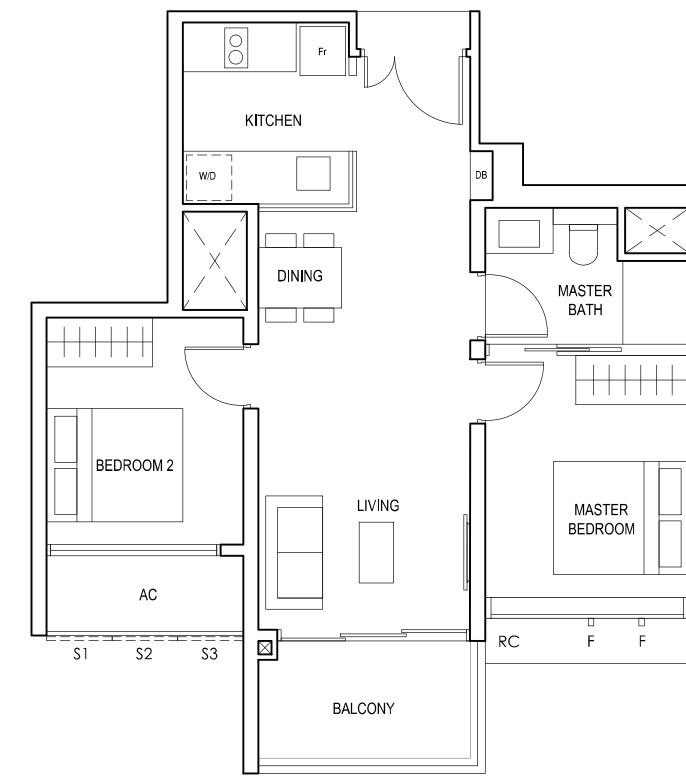 Fr
KITCHEN
W/D
DB
DINING
MASTER
BATH
BEDROOM 2
LIVING
MASTER
BEDROOM
AC
S1 S2 S3
RC F F
BALCONY